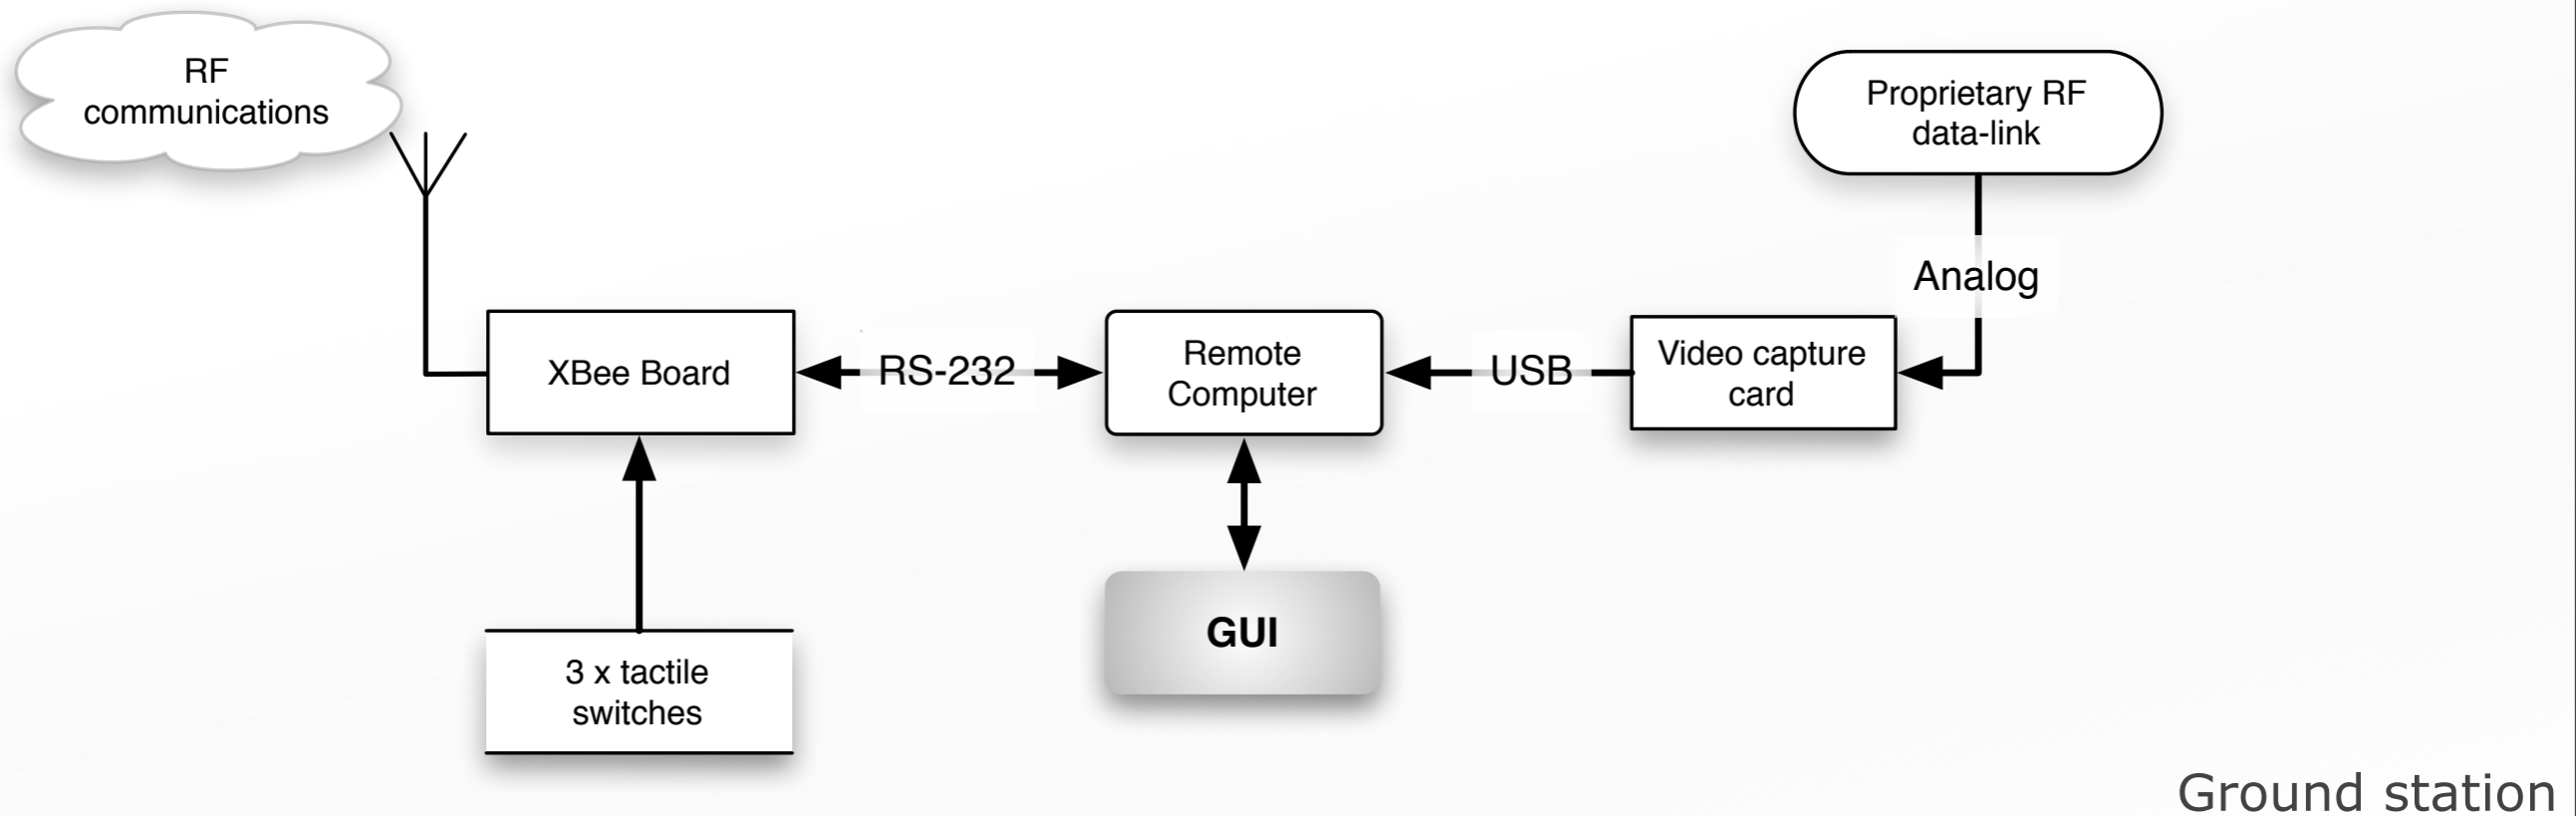 RF
communications
Proprietary RF
data-link
Analog
XBee Board
RS-232
Remote
Computer
USB
Video capture
card
3 x tactile
switches
GUI
Ground station